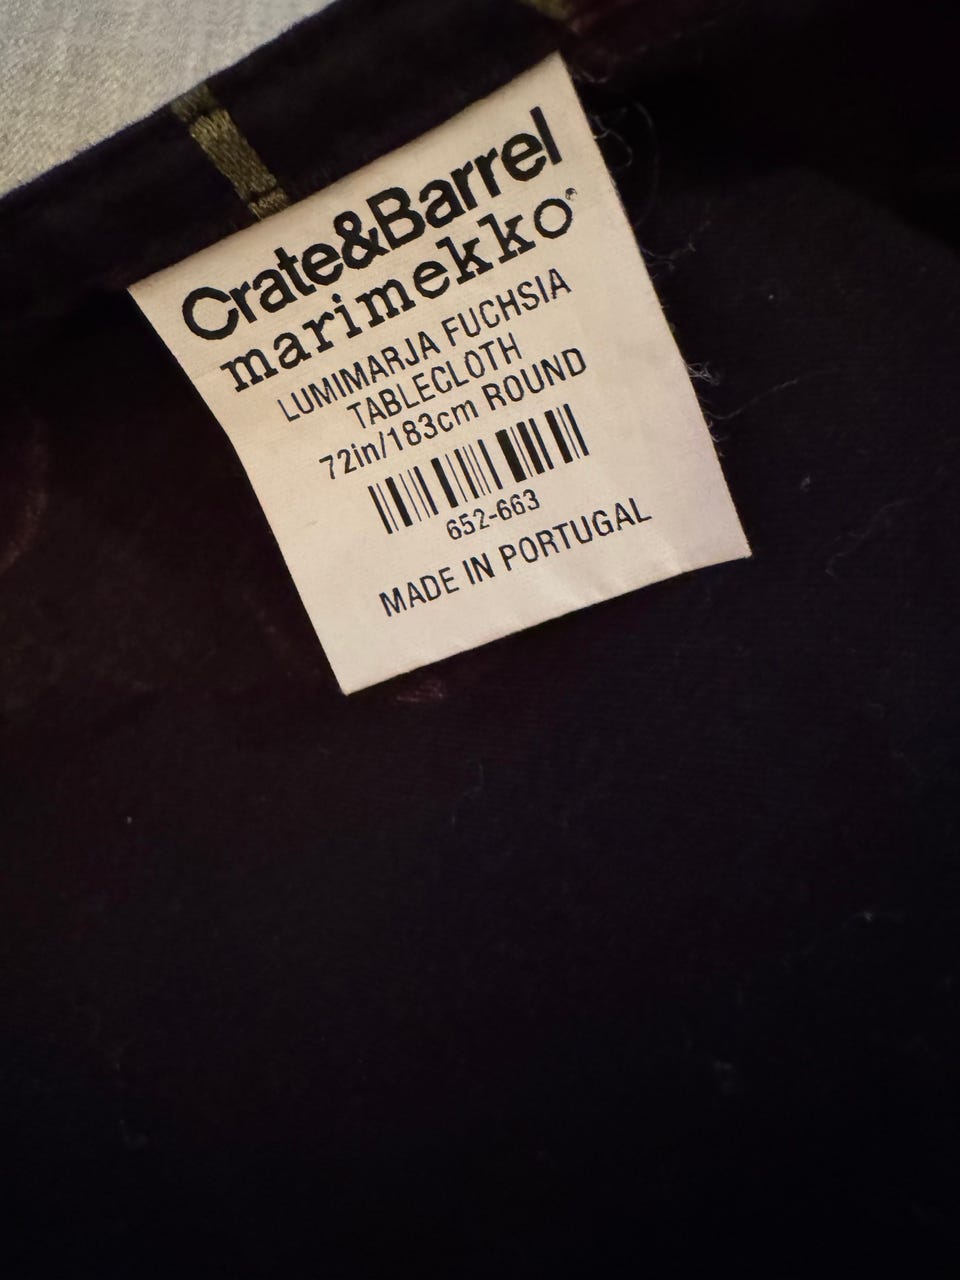 Crate&Barrel
marimekko®
LUMIMARJA FUCHSIA
TABLECLOTH
72in/183cm ROUND
652-663
MADE IN PORTUGAL